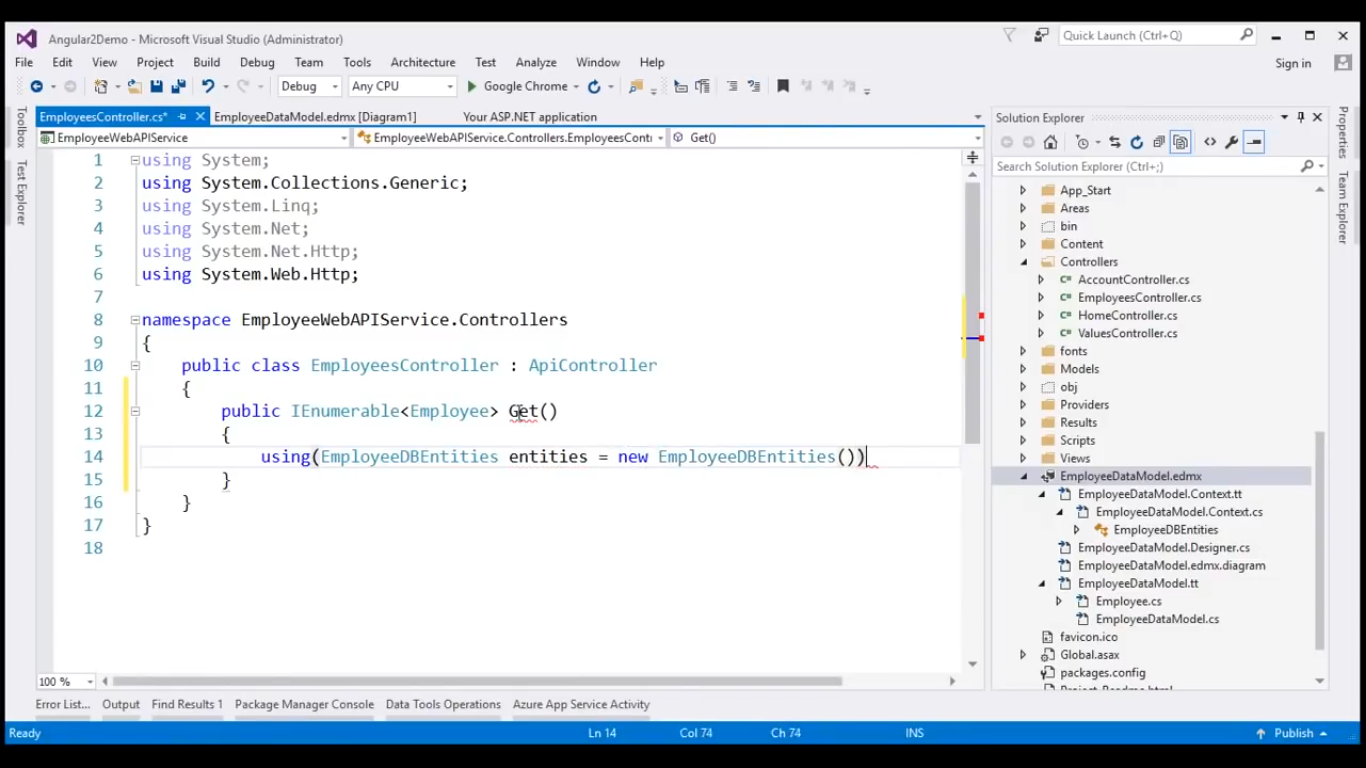 Angular2Demo - Microsoft Visual Studio (Administrator)
Quick Launch (Ctrl+Q)
File Edit View Project Build Debug Team Tools Architecture Test Analyze Window Help
Sign in
Debug Any CPU Google Chrome
Toolbox
Test Explorer
EmployeesController.cs* EmployeeDataModel.edmx [Diagram1] Your ASP.NET application
EmployeeWebAPIService EmployeeWebAPIService.Controllers.EmployeesConti Get()
1 using System;
2 using System.Collections.Generic;
3 using System.Linq;
4 using System.Net;
5 using System.Net.Http;
6 using System.Web.Http;
7
8 namespace EmployeeWebAPIService.Controllers
9 {
10 public class EmployeesController : ApiController
11 {
12 public IEnumerable<Employee> Get()
13 {
14 using(EmployeeDBEntities entities = new EmployeeDBEntities())
15 }
16 }
17 }
18
100 %
Solution Explorer
Search Solution Explorer (Ctrl+;)
App_Start
Areas
bin
Content
Controllers
AccountController.cs
EmployeesController.cs
HomeController.cs
ValuesController.cs
fonts
Models
obj
Providers
Results
Scripts
Views
EmployeeDataModel.edmx
EmployeeDataModel.Context.tt
EmployeeDataModel.Context.cs
EmployeeDBEntities
EmployeeDataModel.Designer.cs
EmployeeDataModel.edmx.diagram
EmployeeDataModel.tt
Employee.cs
EmployeeDataModel.cs
favicon.ico
Global.asax
packages.config
Project_Readme.html
Properties
Team Explorer
Error List... Output Find Results 1 Package Manager Console Data Tools Operations Azure App Service Activity
Ready Ln 14 Col 74 Ch 74 INS Publish